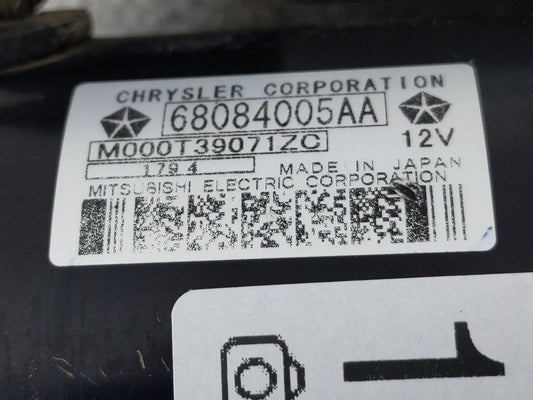 CHRYSLER CORPORATION
68084005AA
M000T39071ZC 12V
1794 MADE IN JAPAN
MITSUBISHI ELECTRIC CORPORATION